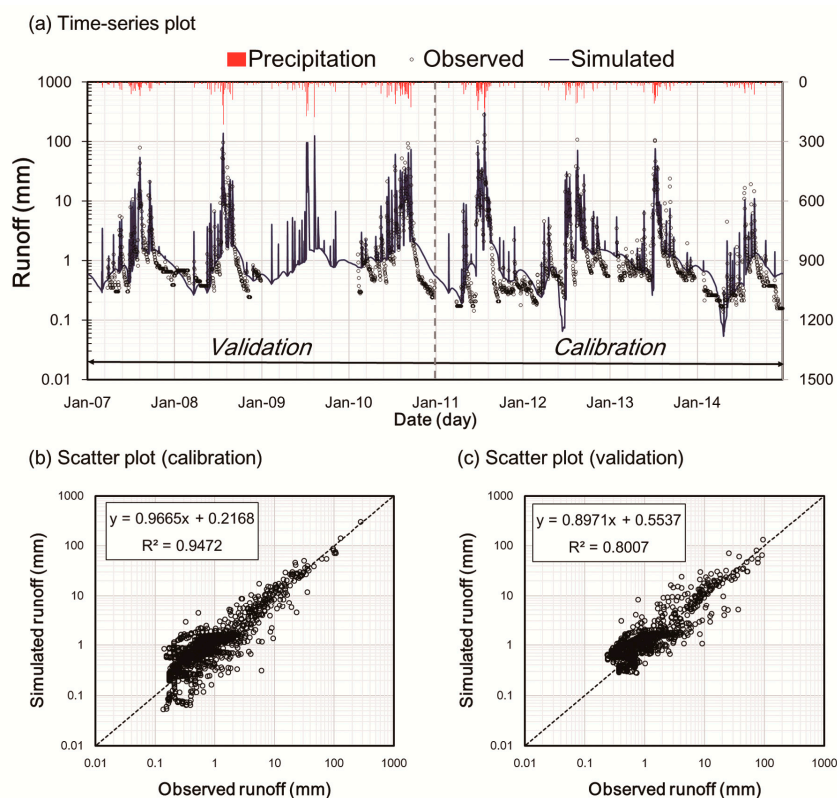 (a) Time-series plot
Precipitation Observed Simulated
1000 0
100 300
10 600
1 900
0.1 1200
0.01 1500
Runoff (mm)
Validation Calibration
Jan-07 Jan-08 Jan-09 Jan-10 Jan-11 Jan-12 Jan-13 Jan-14
Date (day)
(b) Scatter plot (calibration)
1000
100
10
1
0.1
0.01
Simulated runoff (mm)
y = 0.9665x + 0.2168
R² = 0.9472
0.01 0.1 1 10 100 1000
Observed runoff (mm)
(c) Scatter plot (validation)
1000
100
10
1
0.1
0.01
Simulated runoff (mm)
y = 0.8971x + 0.5537
R² = 0.8007
0.01 0.1 1 10 100 1000
Observed runoff (mm)